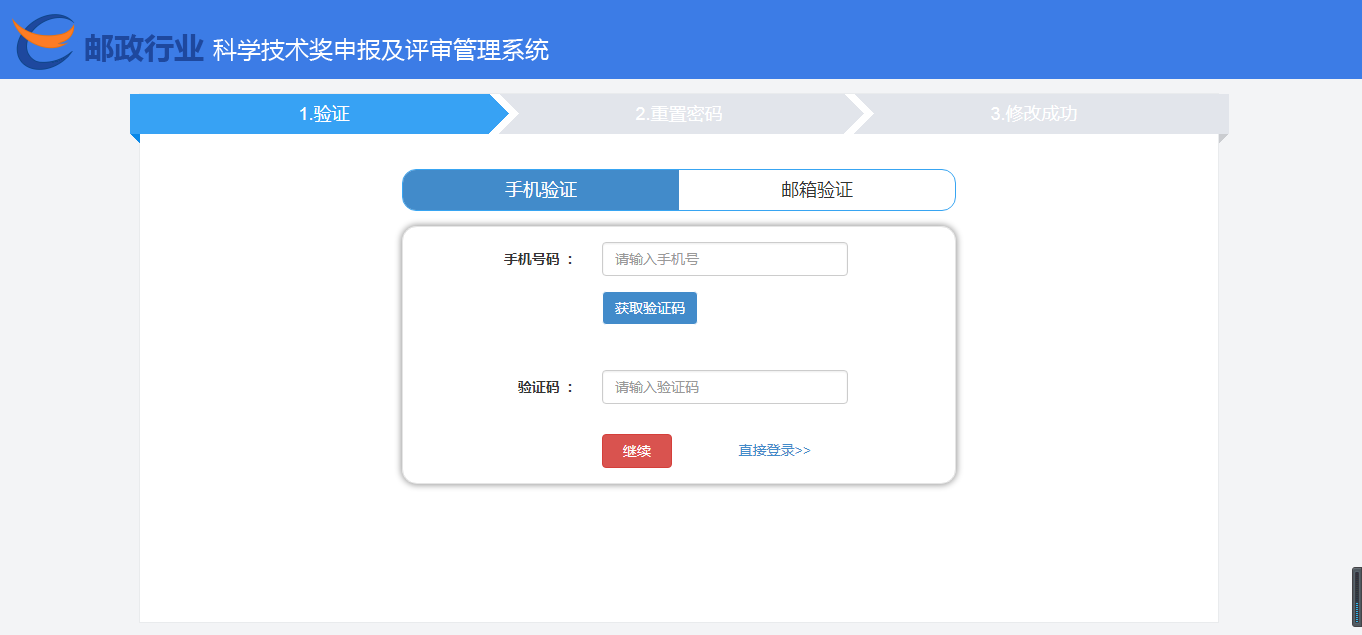 邮政行业 科学技术奖申报及评审管理系统
1.验证 2.重置密码 3.修改成功
手机验证 邮箱验证
手机号码 ： 请输入手机号
获取验证码
验证码 ： 请输入验证码
继续 直接登录>>